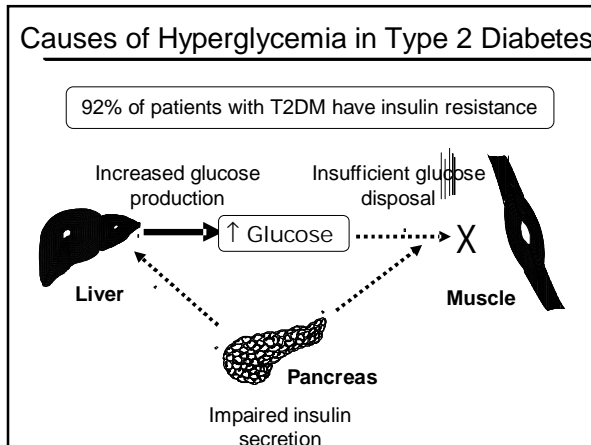 Causes of Hyperglycemia in Type 2 Diabetes
92% of patients with T2DM have insulin resistance
Increased glucose
production
Insufficient glucose
disposal
↑ Glucose
X
Liver
Muscle
Pancreas
Impaired insulin
secretion